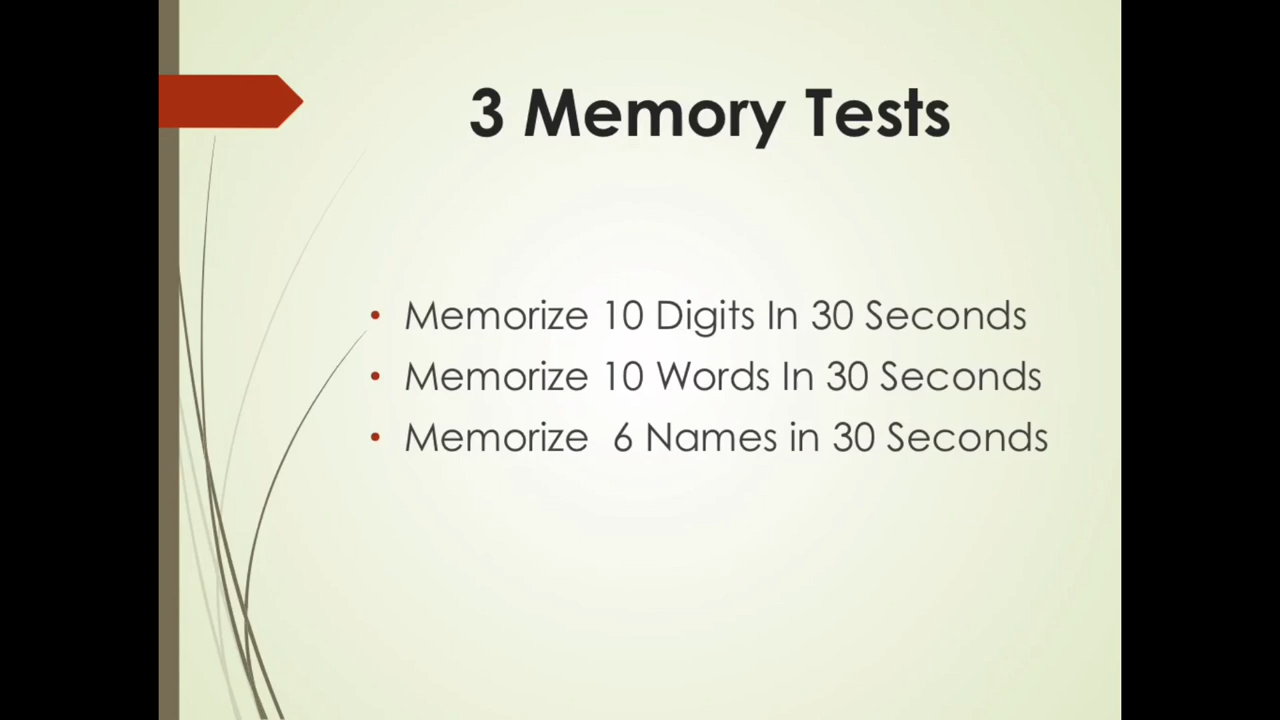 3 Memory Tests
• Memorize 10 Digits In 30 Seconds
• Memorize 10 Words In 30 Seconds
• Memorize  6 Names in 30 Seconds